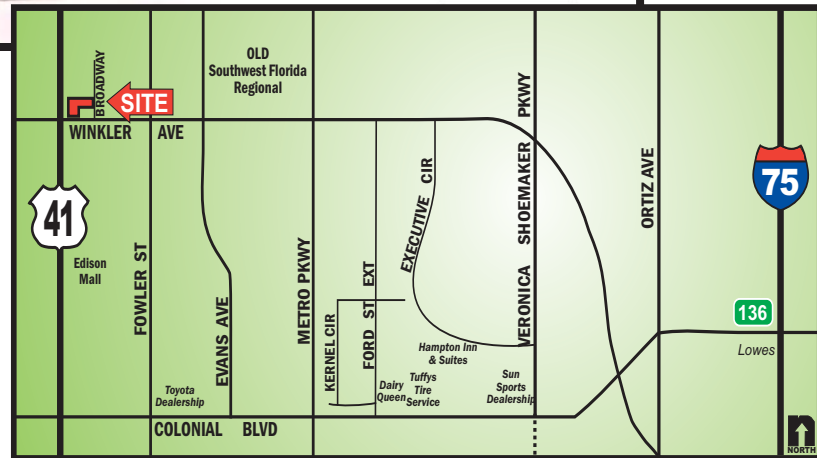 OLD
Southwest Florida
Regional
BROADWAY
SITE
WINKLER AVE
41
Edison
Mall
FOWLER ST
EVANS AVE
METRO PKWY
KERNEL CIR
FORD ST EXT
EXECUTIVE CIR
VERONICA SHOEMAKER PKWY
ORTIZ AVE
75
136
Lowes
Hampton Inn
& Suites
Toyota
Dealership
Dairy
Queen
Tuffys
Tire
Service
Sun
Sports
Dealership
COLONIAL BLVD
n
NORTH